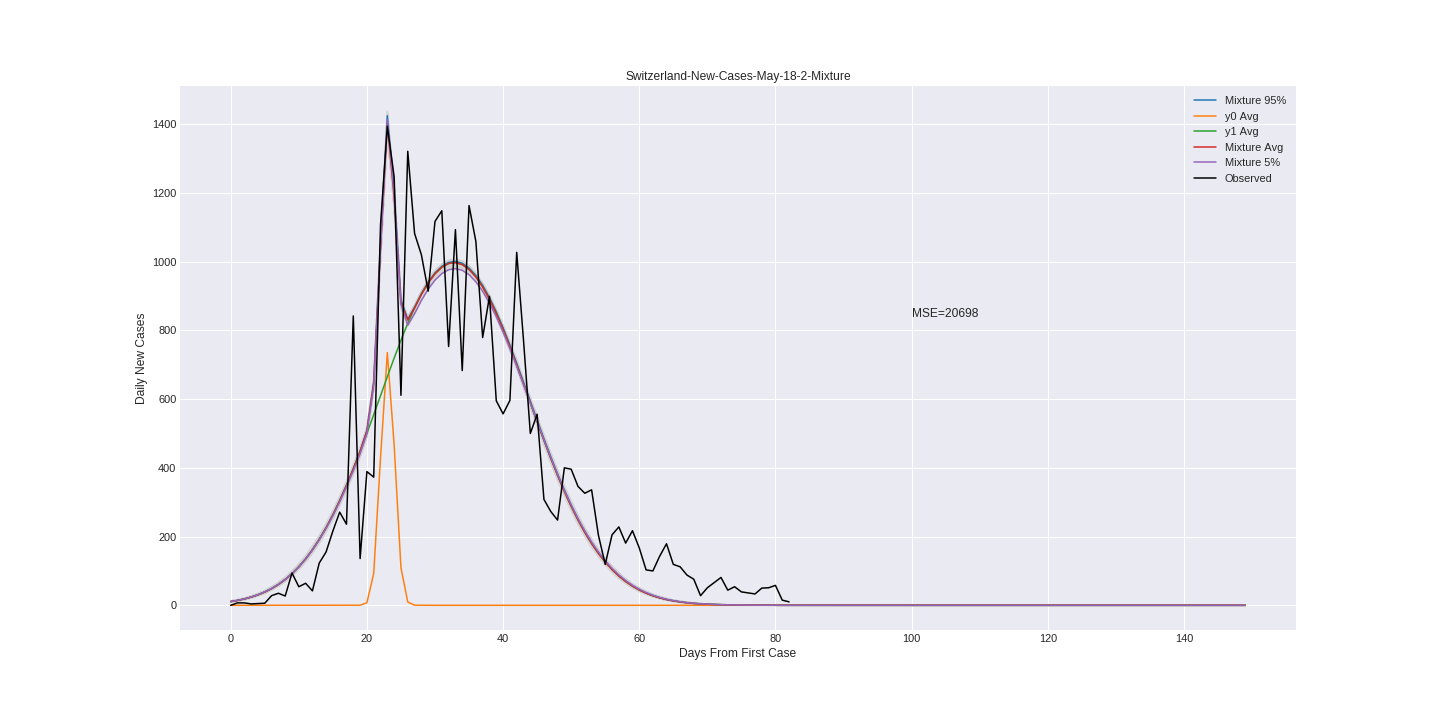 Switzerland-New-Cases-May-18-2-Mixture
Mixture 95%
y0 Avg
y1 Avg
Mixture Avg
Mixture 5%
Observed
MSE=20698
Daily New Cases
1400
1200
1000
800
600
400
200
0
0 20 40 60 80 100 120 140
Days From First Case